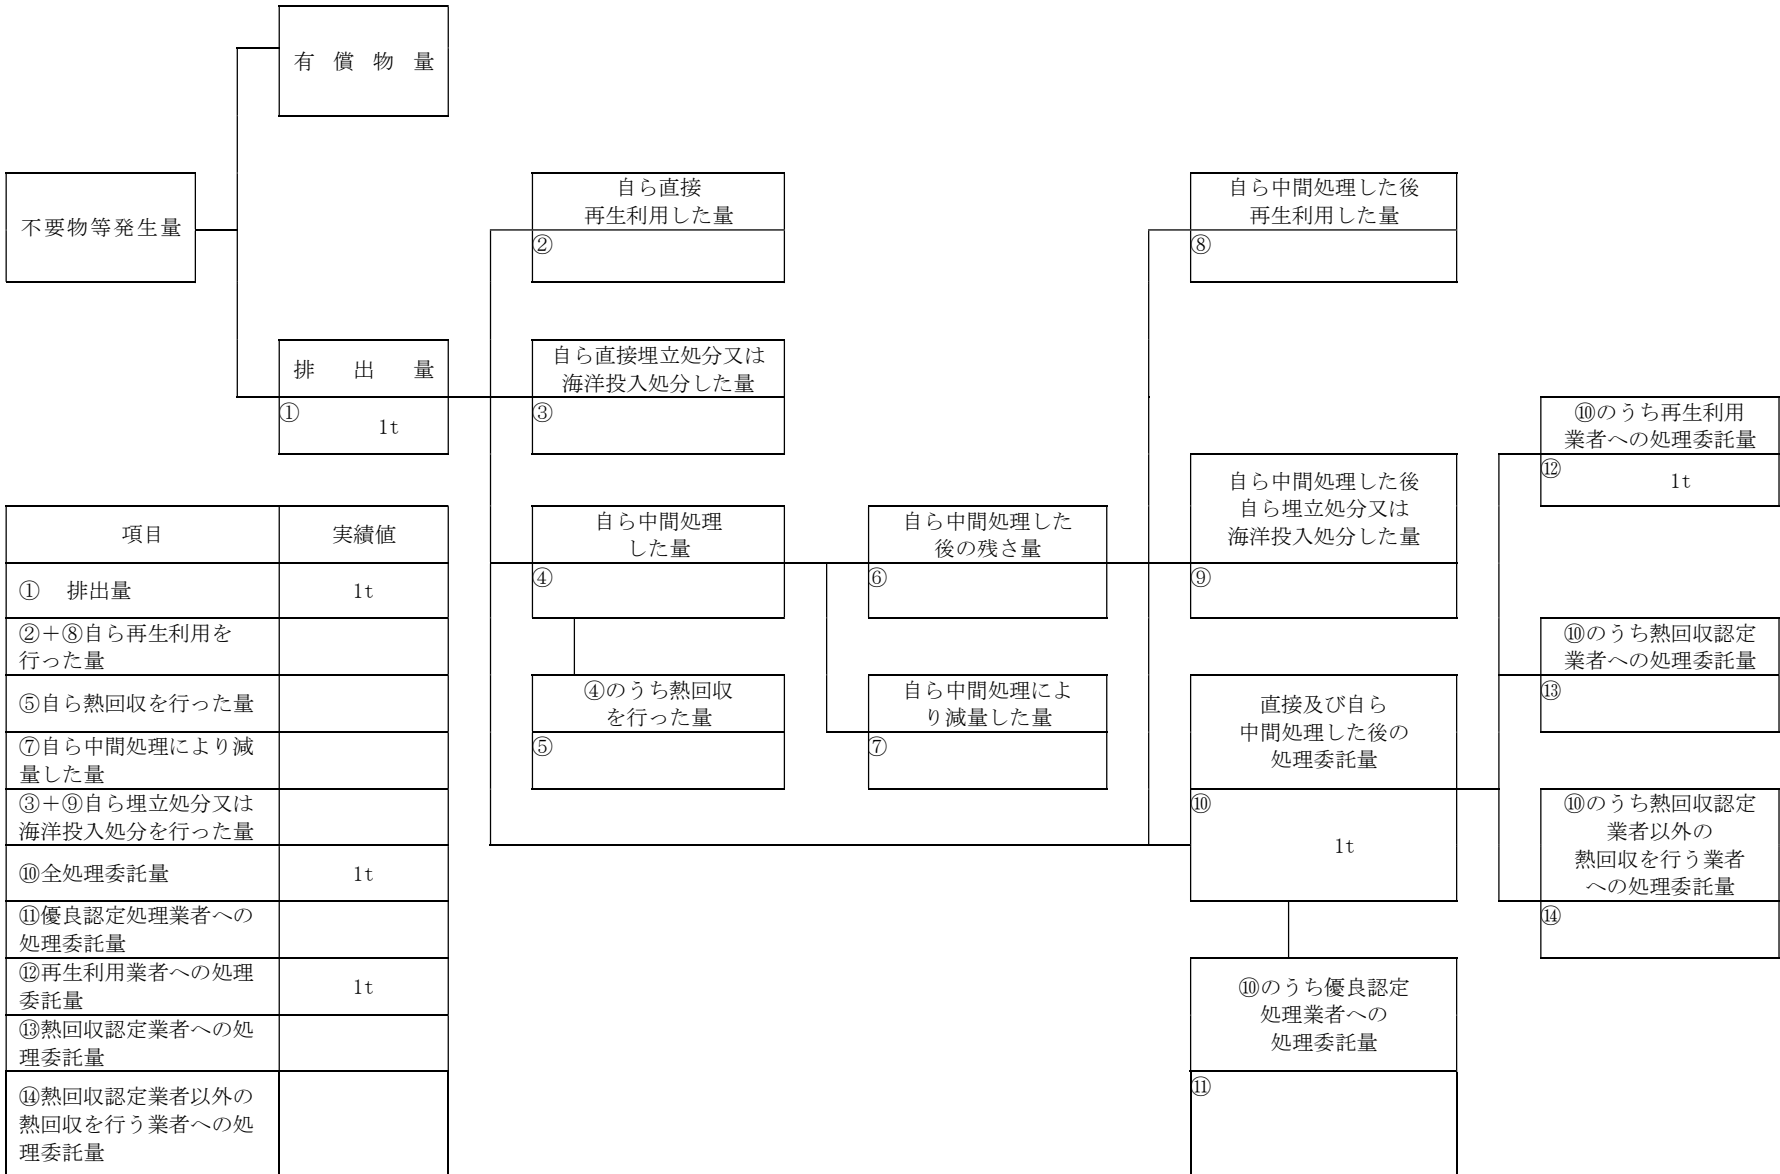 有償物量
不要物等発生量
自ら直接
再生利用した量
②
自ら中間処理した後
再生利用した量
⑧
排出量
①
1t
自ら直接埋立処分又は
海洋投入処分した量
③
⑩のうち再生利用
業者への処理委託量
⑫
1t
自ら中間処理した後
自ら埋立処分又は
海洋投入処分した量
⑨
自ら中間処理
した量
④
自ら中間処理した
後の残さ量
⑥
⑩のうち熱回収認定
業者への処理委託量
⑬
④のうち熱回収
を行った量
⑤
自ら中間処理によ
り減量した量
⑦
直接及び自ら
中間処理した後の
処理委託量
⑩
1t
⑩のうち熱回収認定
業者以外の
熱回収を行う業者
への処理委託量
⑭
⑩のうち優良認定
処理業者への
処理委託量
⑪
項目 実績値
① 排出量 1t
②+⑧自ら再生利用を
行った量
⑤自ら熱回収を行った量
⑦自ら中間処理により減
量した量
③+⑨自ら埋立処分又は
海洋投入処分を行った量
⑩全処理委託量 1t
⑪優良認定処理業者への
処理委託量
⑫再生利用業者への処理
委託量 1t
⑬熱回収認定業者への処
理委託量
⑭熱回収認定業者以外の
熱回収を行う業者への処
理委託量